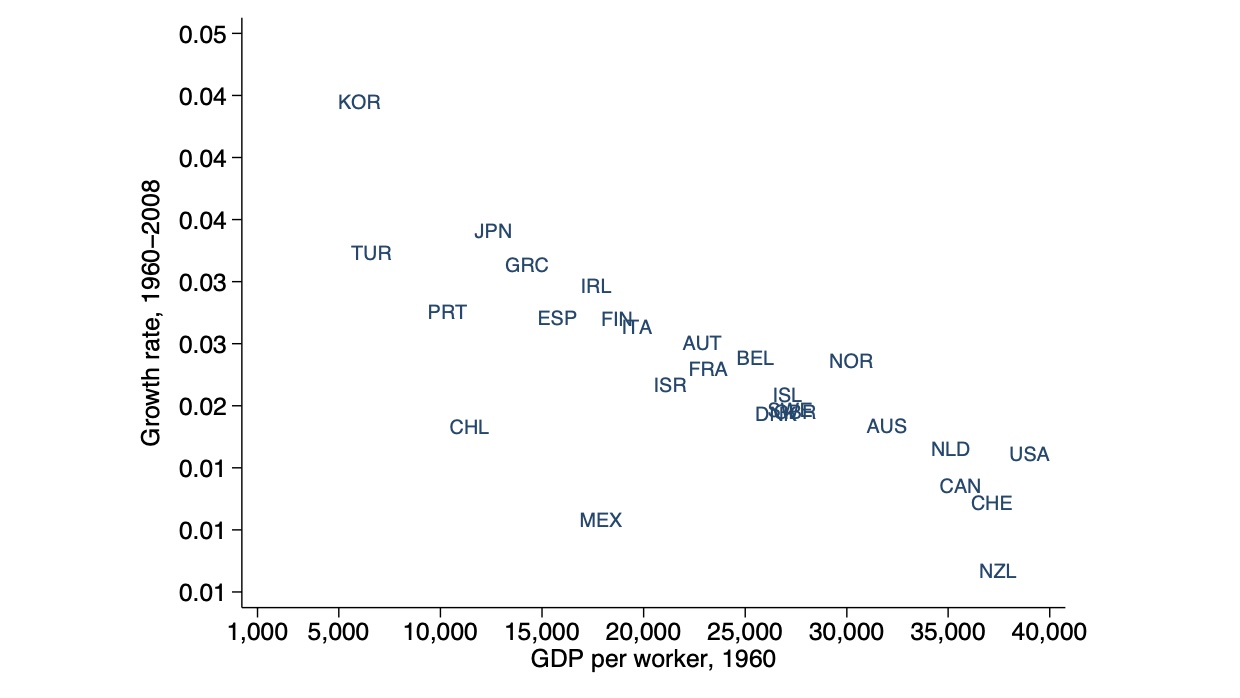 0.05
0.04
0.04
0.04
0.03
0.03
0.02
0.01
0.01
0.01
Growth rate, 1960–2008
KOR
JPN
TUR
GRC
IRL
PRT
ESP
FIN
ITA
AUT
BEL
NOR
FRA
ISR
ISL
SWE
DNK
GBR
CHL
AUS
NLD
USA
CAN
CHE
MEX
NZL
1,000 5,000 10,000 15,000 20,000 25,000 30,000 35,000 40,000
GDP per worker, 1960